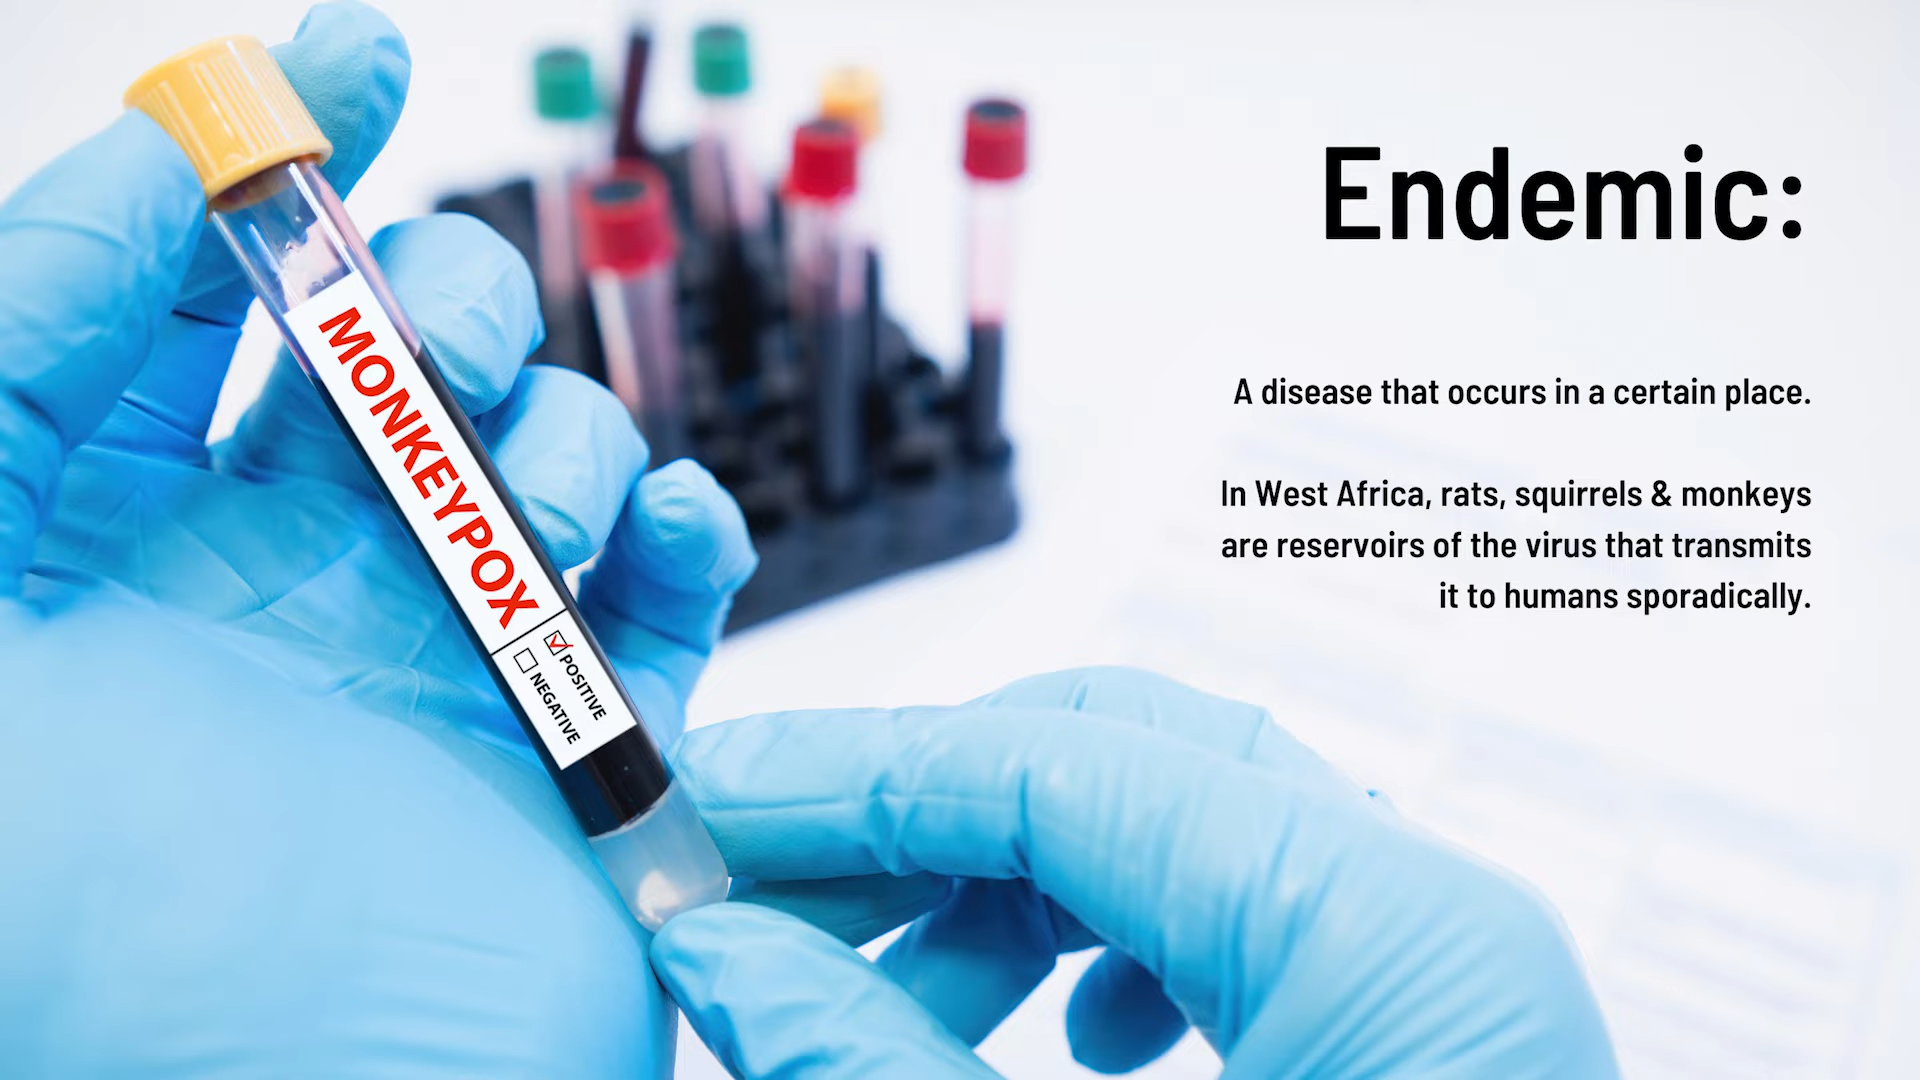 MONKEYPOX
POSITIVE
NEGATIVE
Endemic:
A disease that occurs in a certain place.
In West Africa, rats, squirrels & monkeys
are reservoirs of the virus that transmits
it to humans sporadically.